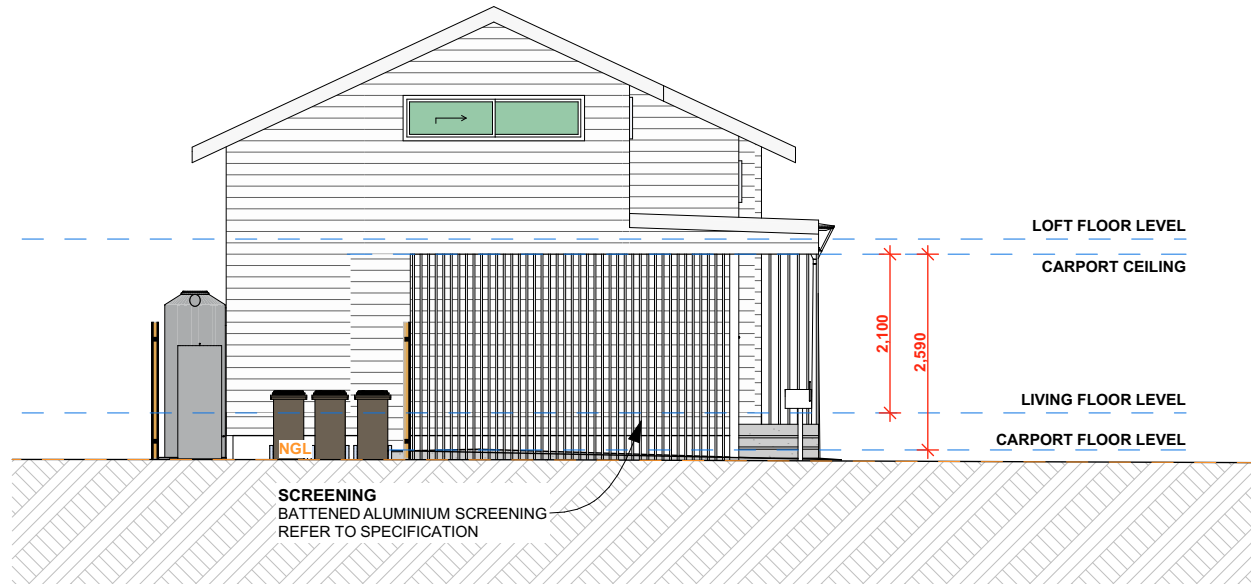 LOFT FLOOR LEVEL
CARPORT CEILING
2,100
2,590
LIVING FLOOR LEVEL
CARPORT FLOOR LEVEL
NGL
SCREENING
BATTENED ALUMINIUM SCREENING
REFER TO SPECIFICATION